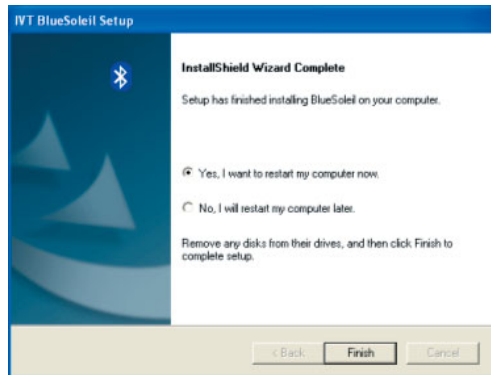 IVT BlueSoleil Setup
InstallShield Wizard Complete
Setup has finished installing BlueSoleil on your computer.
Yes, I want to restart my computer now.
No, I will restart my computer later.
Remove any disks from their drives, and then click Finish to
complete setup.
< Back
Finish
Cancel